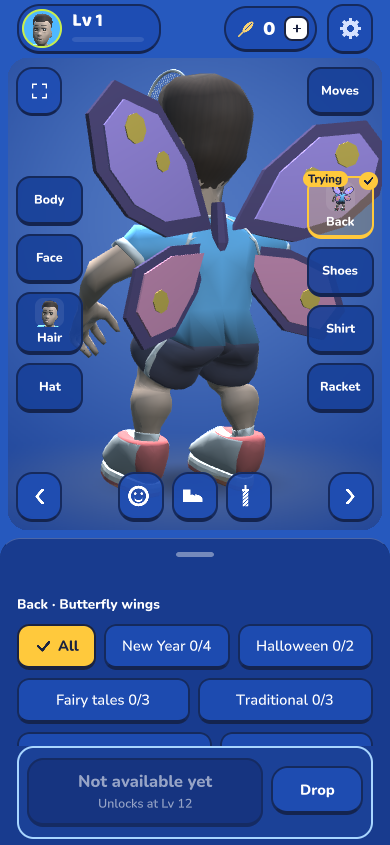 Lv 1
0 +
Moves
Trying
Body
Back
Face
Shoes
Hair
Shirt
Hat
Racket
Back · Butterfly wings
All
New Year 0/4
Halloween 0/2
Fairy tales 0/3
Traditional 0/3
Not available yet
Unlocks at Lv 12
Drop